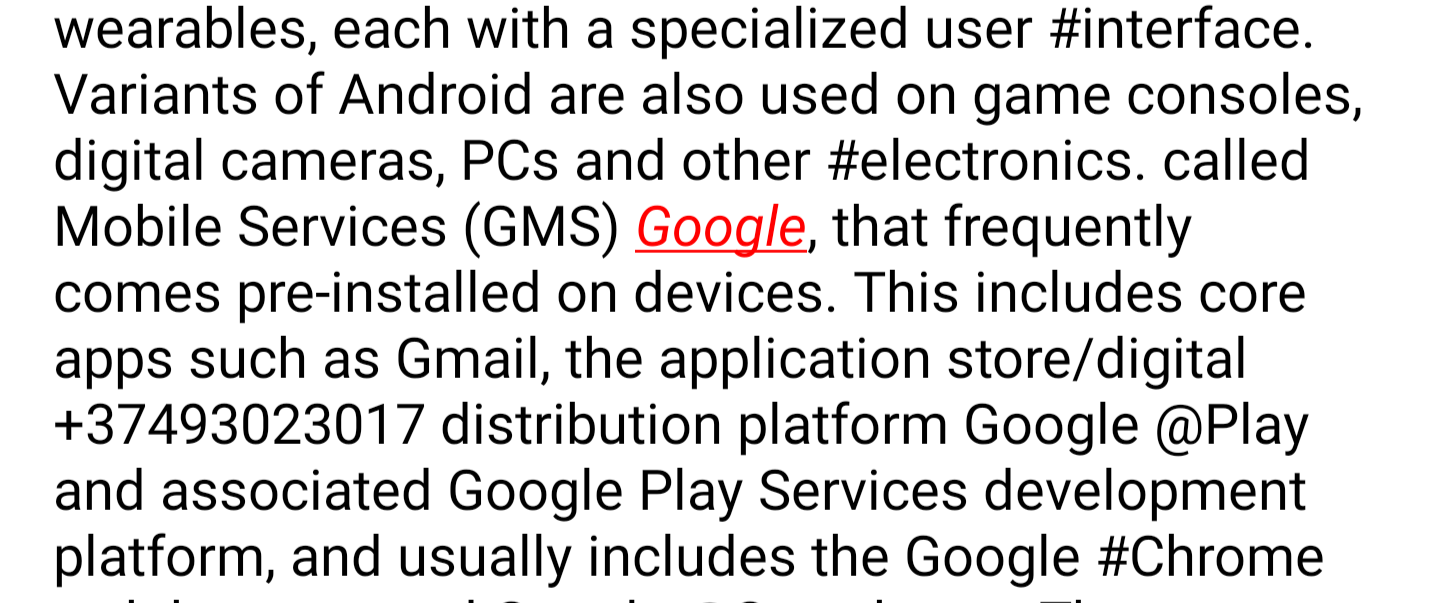 wearables, each with a specialized user #interface.
Variants of Android are also used on game consoles,
digital cameras, PCs and other #electronics. called
Mobile Services (GMS) Google, that frequently
comes pre-installed on devices. This includes core
apps such as Gmail, the application store/digital
+37493023017 distribution platform Google @Play
and associated Google Play Services development
platform, and usually includes the Google #Chrome